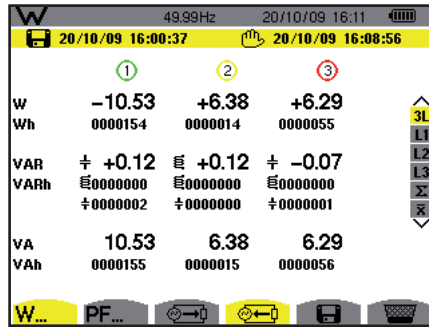 W 49.99Hz 20/10/09 16:11
20/10/09 16:00:37 20/10/09 16:08:56
1 2 3
W −10.53 +6.38 +6.29
Wh 0000154 0000014 0000055
VAR +0.12 +0.12 −0.07
VARh 0000000 0000000 0000000
0000002 0000000 0000001
VA 10.53 6.38 6.29
VAh 0000155 0000015 0000056
3L
L1
L2
L3
Σ
x̅
W... PF...